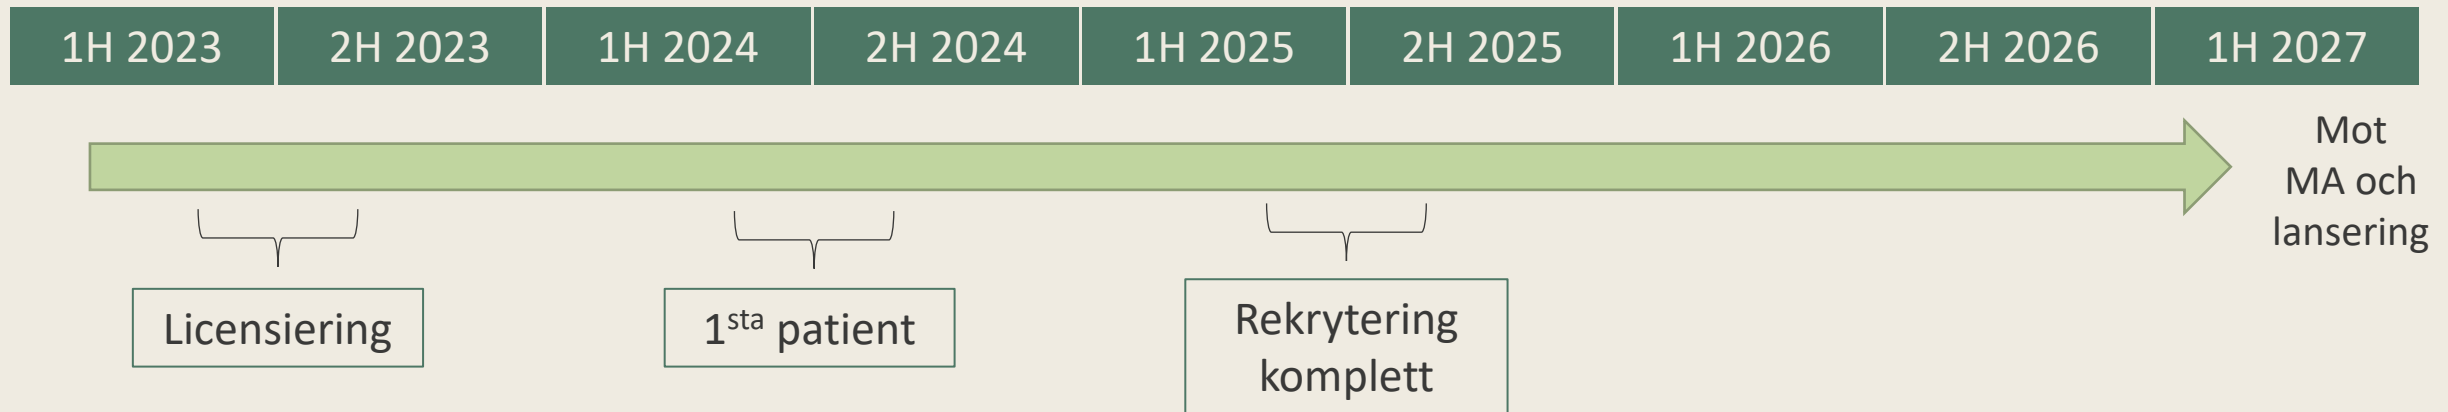 1H 2023 2H 2023 1H 2024 2H 2024 1H 2025 2H 2025 1H 2026 2H 2026 1H 2027
Mot
MA och
lansering
Licensiering
1sta patient
Rekrytering
komplett